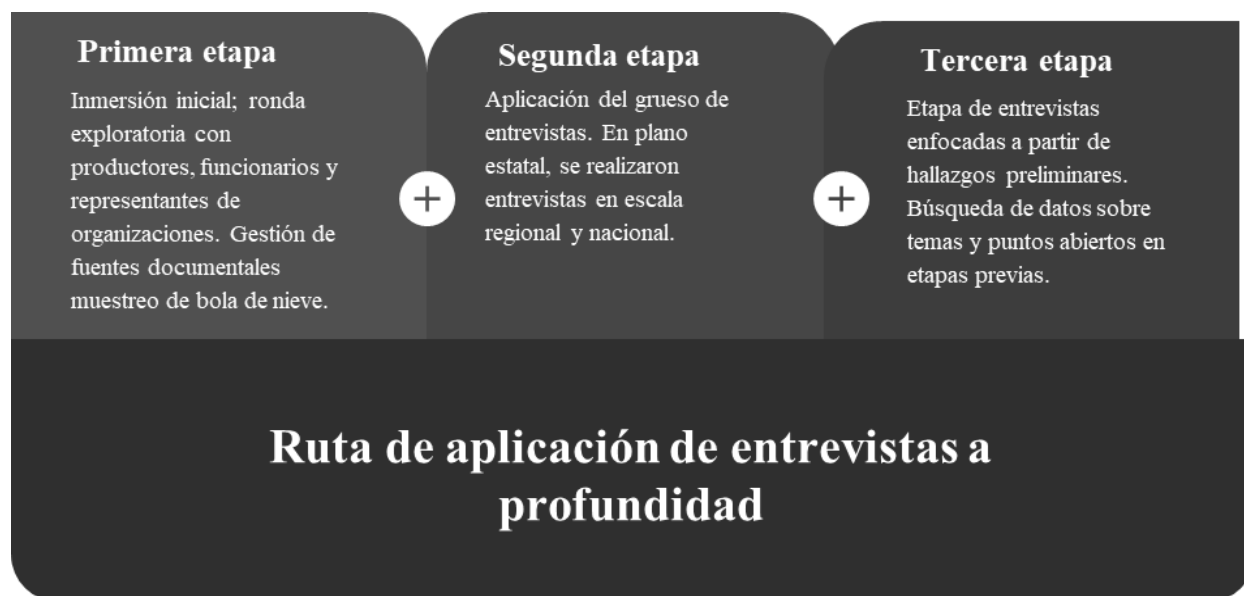 Primera etapa
Inmersión inicial; ronda
exploratoria con
productores, funcionarios y
representantes de
organizaciones. Gestión de
fuentes documentales
muestreo de bola de nieve.
Segunda etapa
Aplicación del grueso de
entrevistas. En plano
estatal, se realizaron
entrevistas en escala
regional y nacional.
Tercera etapa
Etapa de entrevistas
enfocadas a partir de
hallazgos preliminares.
Búsqueda de datos sobre
temas y puntos abiertos en
etapas previas.
Ruta de aplicación de entrevistas a
profundidad